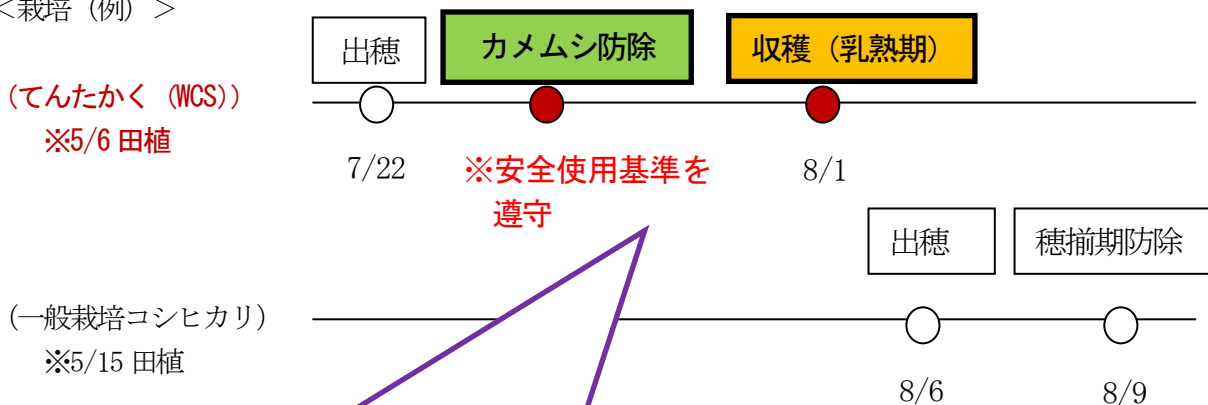 ＜栽培（例）＞
出穂
カメムシ防除
収穫（乳熟期）
（てんたかく（WCS））
※5/6 田植
7/22
※安全使用基準を
遵守
8/1
出穂
穂揃期防除
（一般栽培コシヒカリ）
※5/15 田植
8/6
8/9